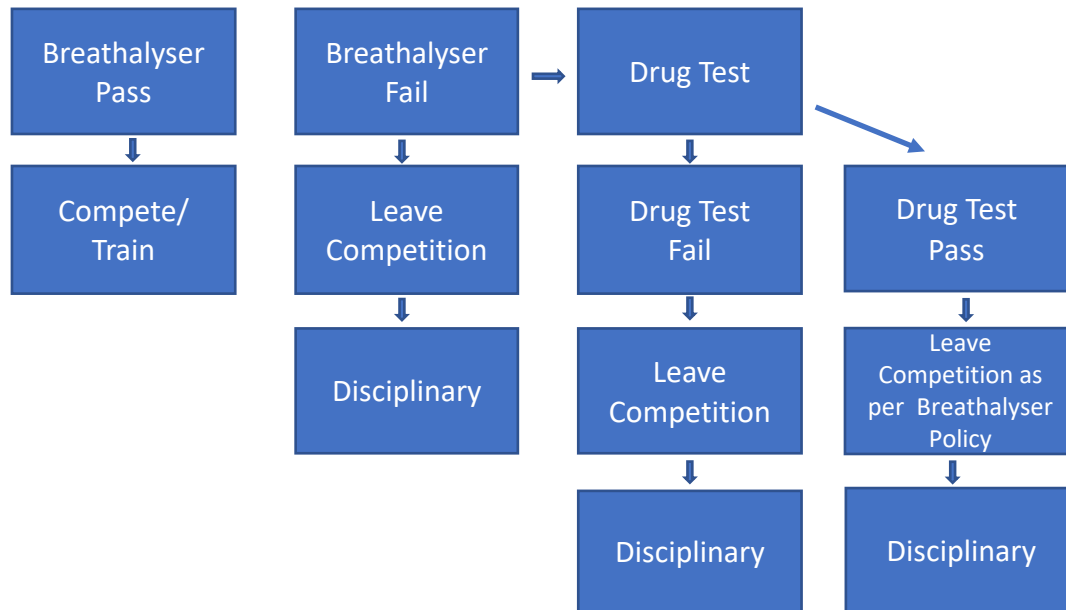 Breathalyser
Pass
Breathalyser
Fail
Drug Test
Compete/
Train
Leave
Competition
Drug Test
Fail
Drug Test
Pass
Disciplinary
Leave
Competition
Leave
Competition as
per Breathalyser
Policy
Disciplinary
Disciplinary